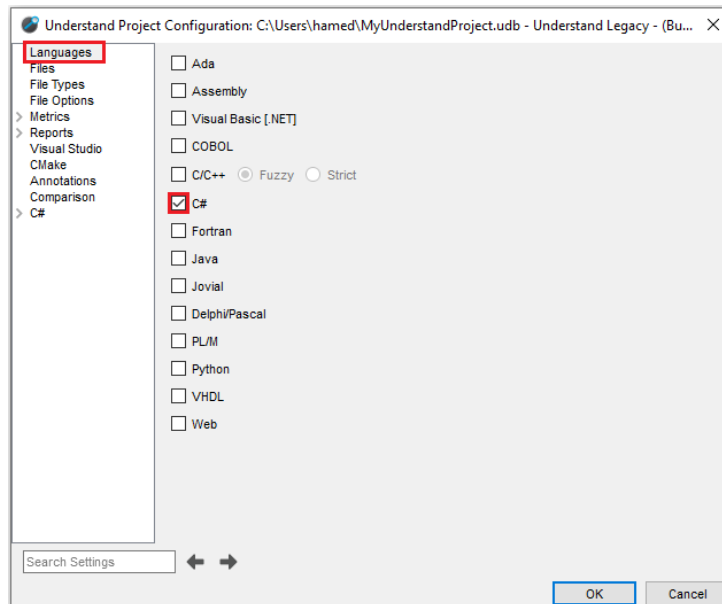 Understand Project Configuration: C:\Users\hamed\MyUnderstandProject.udb - Understand Legacy - (Bu...
Languages
Files
File Types
File Options
Metrics
Reports
Visual Studio
CMake
Annotations
Comparison
C#
Ada
Assembly
Visual Basic [.NET]
COBOL
C/C++ Fuzzy Strict
C#
Fortran
Java
Jovial
Delphi/Pascal
PL/M
Python
VHDL
Web
Search Settings
OK Cancel